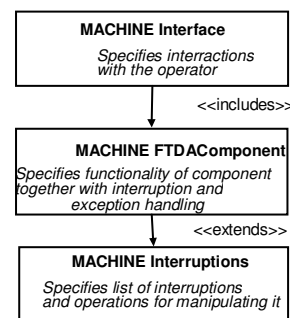 MACHINE Interface
Specifies interractions
with the operator
<<includes>>
MACHINE FTDAComponent
Specifies functionality of component
together with interruption and
exception handling
<<extends>>
MACHINE Interruptions
Specifies list of interruptions
and operations for manipulating it